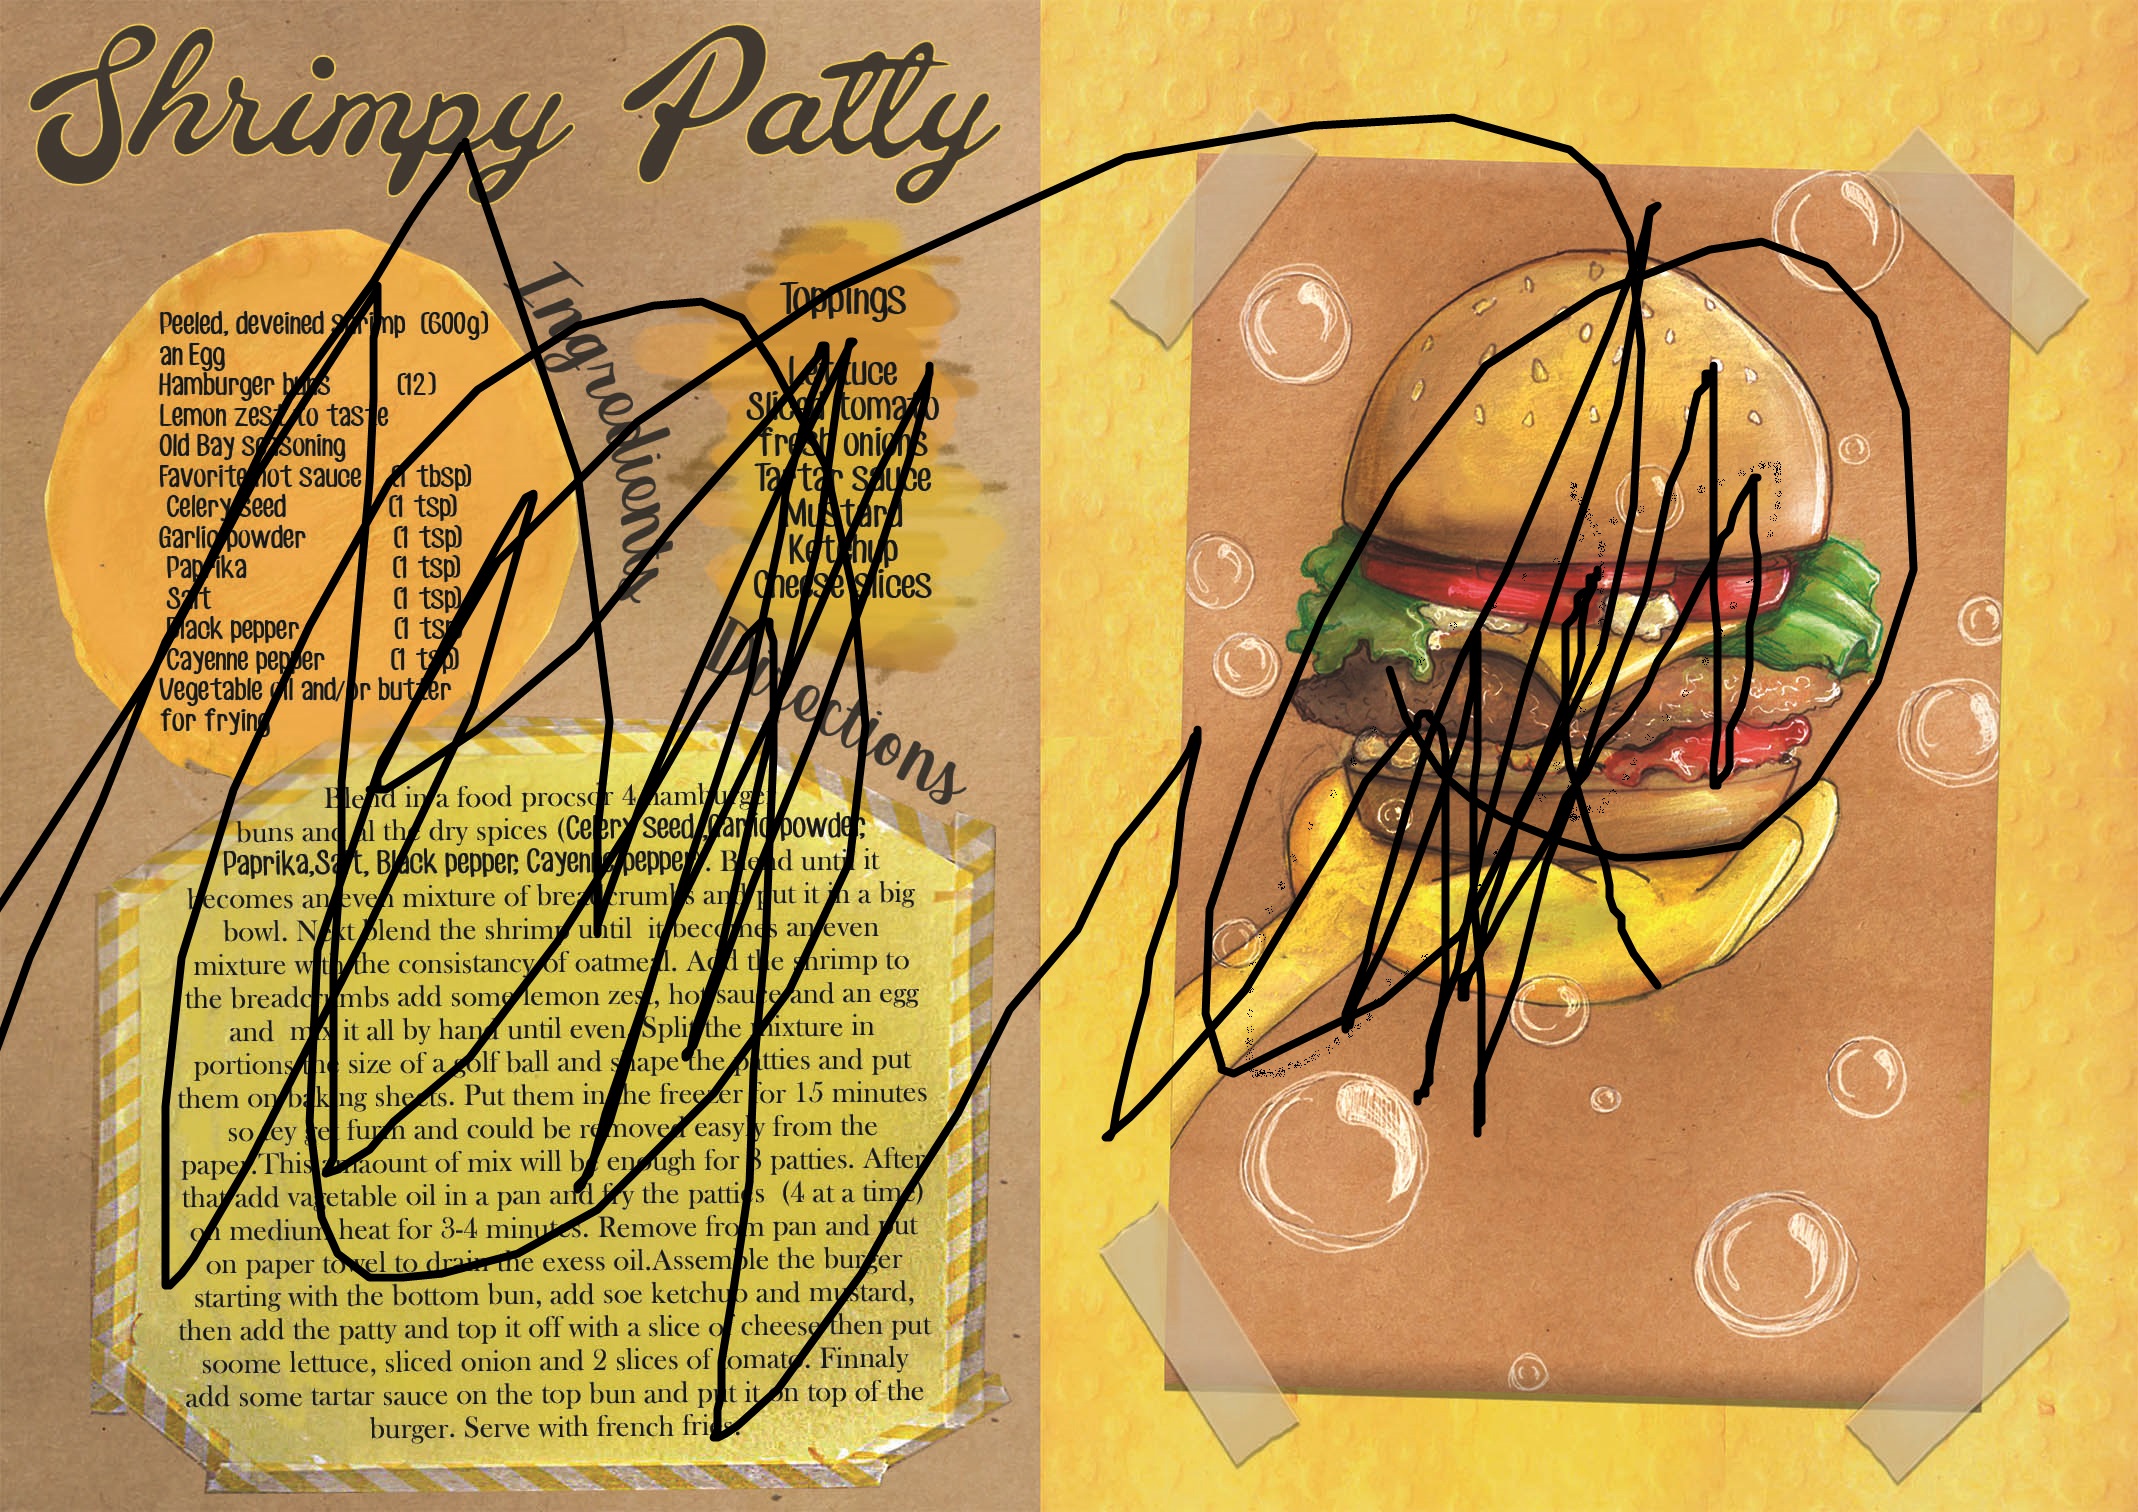 Shrimpy Patty
Ingredients
Peeled, deveined shrimp (600g)
an Egg
Hamburger buns (12)
Lemon zest to taste
Old Bay seasoning
Favorite hot sauce (1 tbsp)
Celery seed (1 tsp)
Garlic powder (1 tsp)
Paprika (1 tsp)
Salt (1 tsp)
Black pepper (1 tsp)
Cayenne pepper (1 tsp)
Vegetable oil and/or butter
for frying
Toppings
Lettuce
Sliced tomato
fresh onions
Tartar sauce
Mustard
Ketchup
Cheese slices
Directions
Blend in a food procsor 4 hamburger
buns and al the dry spices (Celery seed, Garlic powder,
Paprika,Salt, Black pepper, Cayenne pepper). Blend until it
becomes an even mixture of breadcrumbs and put it in a big
bowl. Next blend the shrimp until it becomes an even
mixture with the consistancy of oatmeal. Add the shrimp to
the breadcrumbs add some lemon zest, hot sauce and an egg
and mix it all by hand until even. Split the mixture in
portions the size of a golf ball and shape the patties and put
them on baking sheets. Put them in the freezer for 15 minutes
so tey get furm and could be removed easyly from the
paper.This amaount of mix will be enough for 8 patties. After
that add vagetable oil in a pan and fry the patties (4 at a time)
on medium heat for 3-4 minutes. Remove from pan and put
on paper towel to drain the exess oil.Assemble the burger
starting with the bottom bun, add soe ketchup and mustard,
then add the patty and top it off with a slice of cheese then put
soome lettuce, sliced onion and 2 slices of tomato. Finnaly
add some tartar sauce on the top bun and put it on top of the
burger. Serve with french fries.